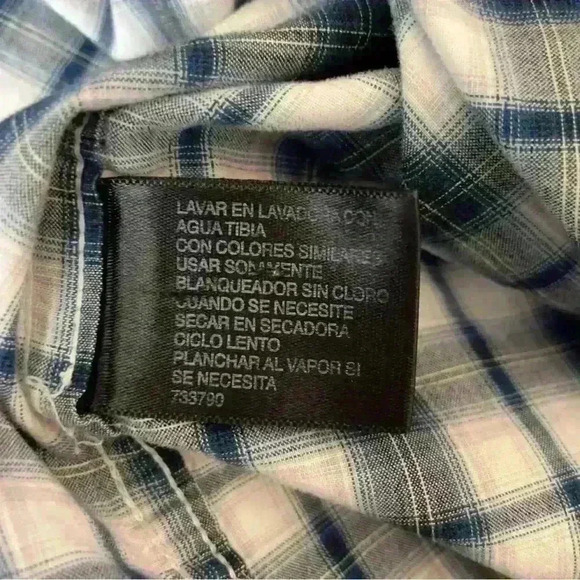 LAVAR EN LAVADORA CON
AGUA TIBIA
CON COLORES SIMILARES
USAR SOMMENTE
BLANQUEADOR SIN CLORO
CUANDO SE NECESITE
SECAR EN SECADORA
CICLO LENTO
PLANCHAR AL VAPOR SI
SE NECESITA
733790